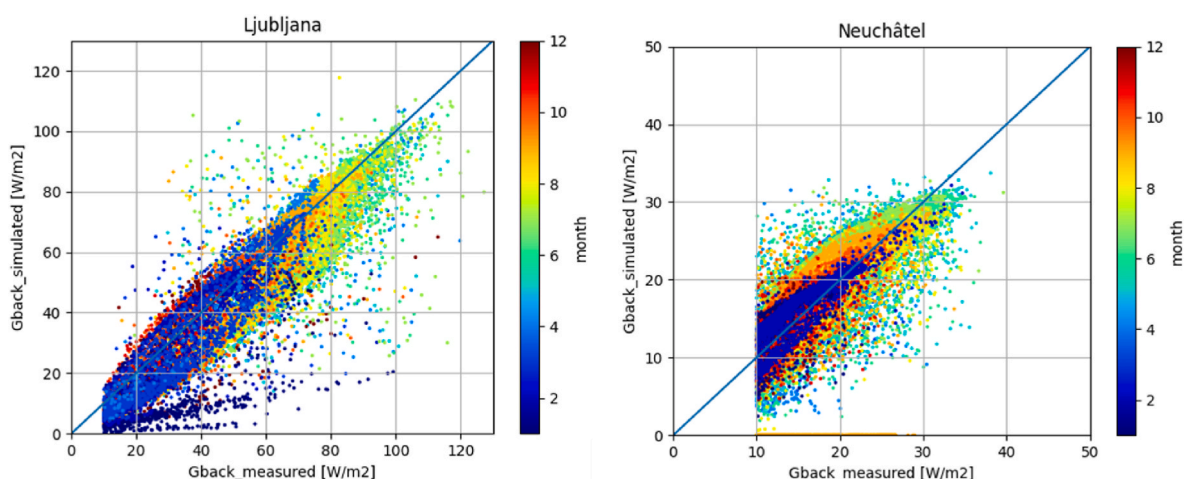 Ljubljana
Gback_simulated [W/m2]
120
100
80
60
40
20
0
0 20 40 60 80 100 120
Gback_measured [W/m2]
12
10
8
6
4
2
month
Neuchâtel
Gback_simulated [W/m2]
50
40
30
20
10
0
0 10 20 30 40 50
Gback_measured [W/m2]
12
10
8
6
4
2
month